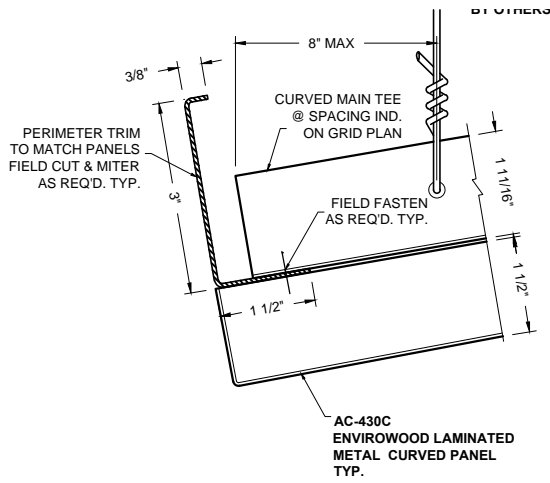 BY OTHERS
8" MAX
3/8"
CURVED MAIN TEE
@ SPACING IND.
ON GRID PLAN
PERIMETER TRIM
TO MATCH PANELS
FIELD CUT & MITER
AS REQ'D. TYP.
3"
1 11/16"
FIELD FASTEN
AS REQ'D. TYP.
1 1/2"
1 1/2"
AC-430C
ENVIROWOOD LAMINATED
METAL CURVED PANEL
TYP.